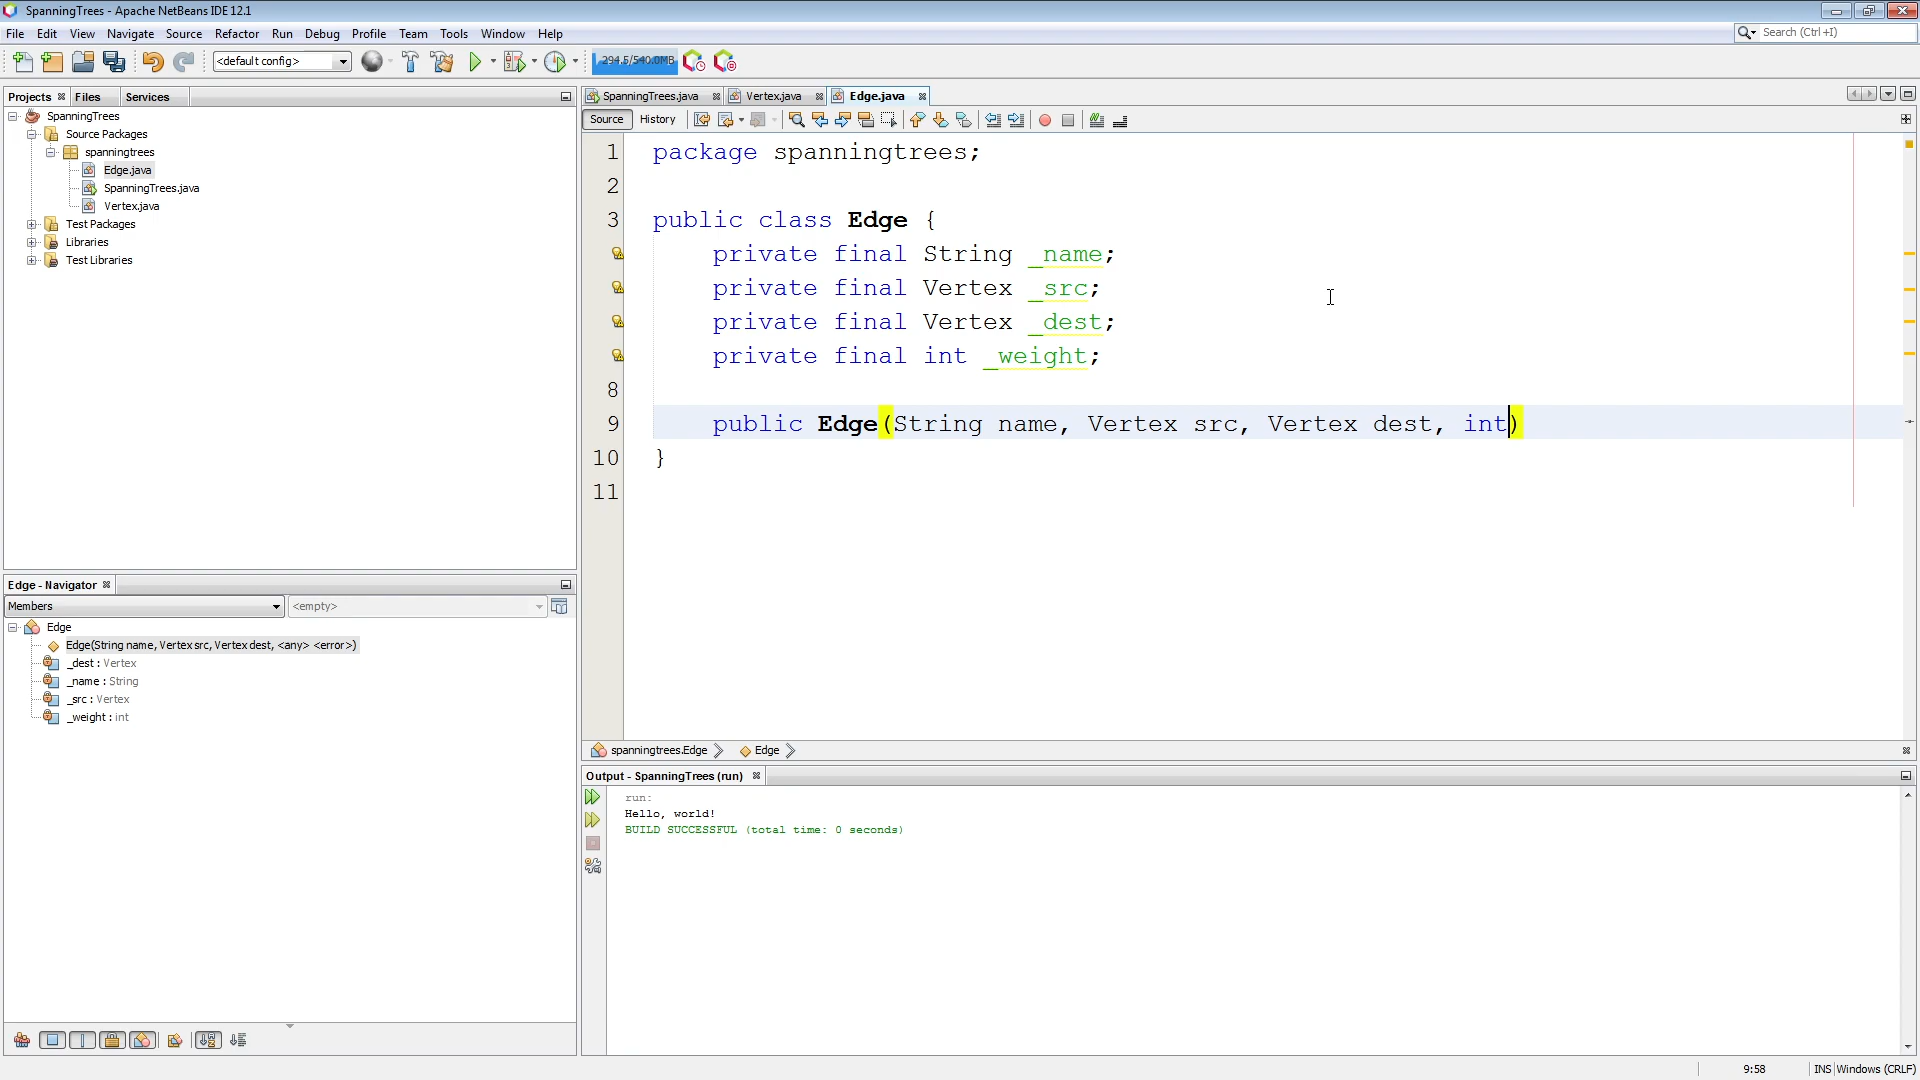 SpanningTrees - Apache NetBeans IDE 12.1
File Edit View Navigate Source Refactor Run Debug Profile Team Tools Window Help
Search (Ctrl+I)
<default config>
294.5/540.0MB
Projects Files Services
SpanningTrees
Source Packages
spanningtrees
Edge.java
SpanningTrees.java
Vertex.java
Test Packages
Libraries
Test Libraries
SpanningTrees.java Vertex.java Edge.java
Source History
1 package spanningtrees;
2
3 public class Edge {
private final String _name;
private final Vertex _src;
private final Vertex _dest;
private final int _weight;
8
9 public Edge(String name, Vertex src, Vertex dest, int)
10 }
11
Edge - Navigator
Members <empty>
Edge
Edge(String name, Vertex src, Vertex dest, <any> <error>)
_dest : Vertex
_name : String
_src : Vertex
_weight : int
spanningtrees.Edge Edge
Output - SpanningTrees (run)
run:
Hello, world!
BUILD SUCCESSFUL (total time: 0 seconds)
9:58 INS Windows (CRLF)